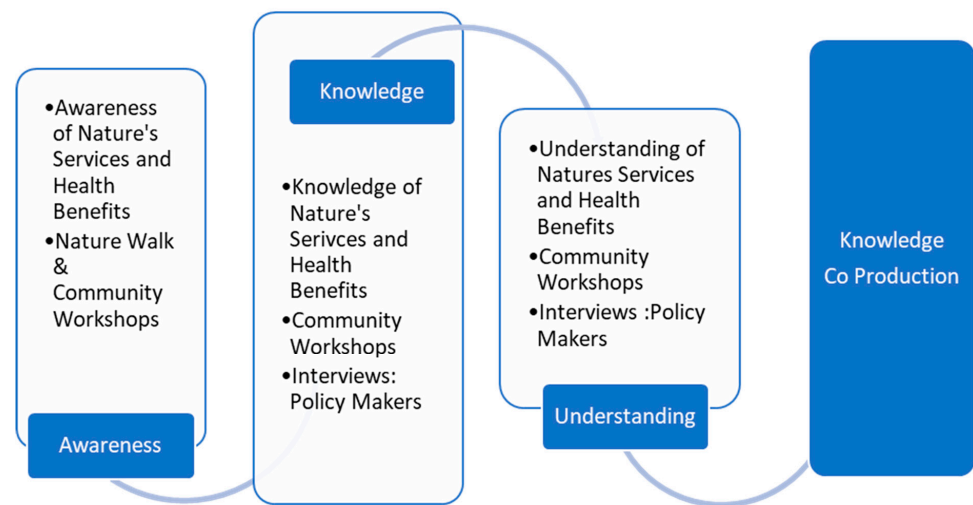 •Awareness
of Nature's
Services and
Health
Benefits
•Nature Walk
&
Community
Workshops
Awareness
Knowledge
•Knowledge of
Nature's
Serivces and
Health
Benefits
•Community
Workshops
•Interviews:
Policy Makers
•Understanding of
Natures Services
and Health
Benefits
•Community
Workshops
•Interviews :Policy
Makers
Understanding
Knowledge
Co Production